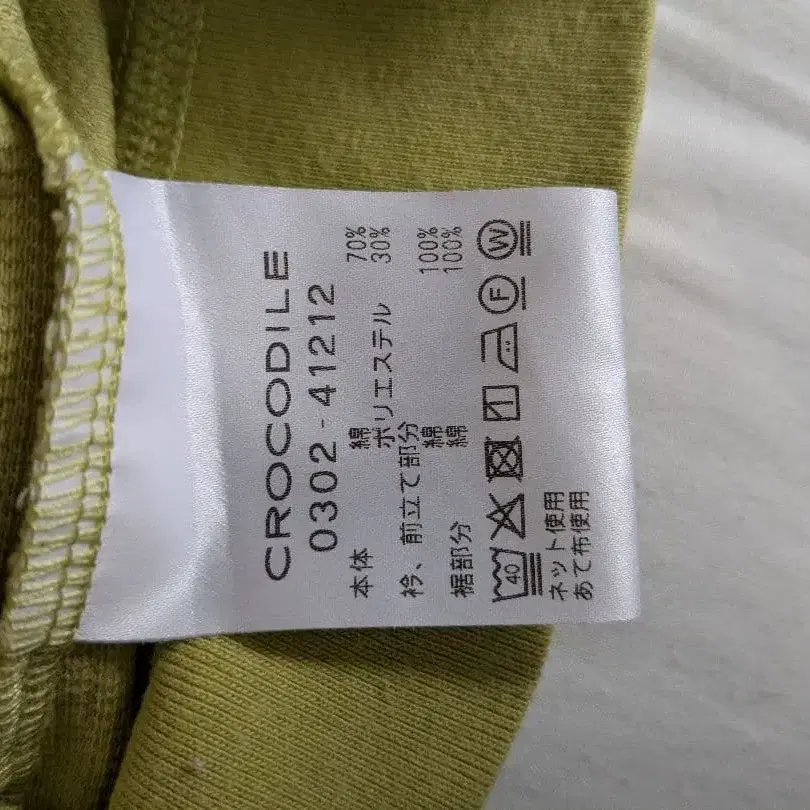 CROCODILE
0302-41212
本体 綿 70%
ポリエステル 30%
衿、前立て部分
綿 100%
裾部分 綿 100%
40 F W
ネット使用
あて布使用